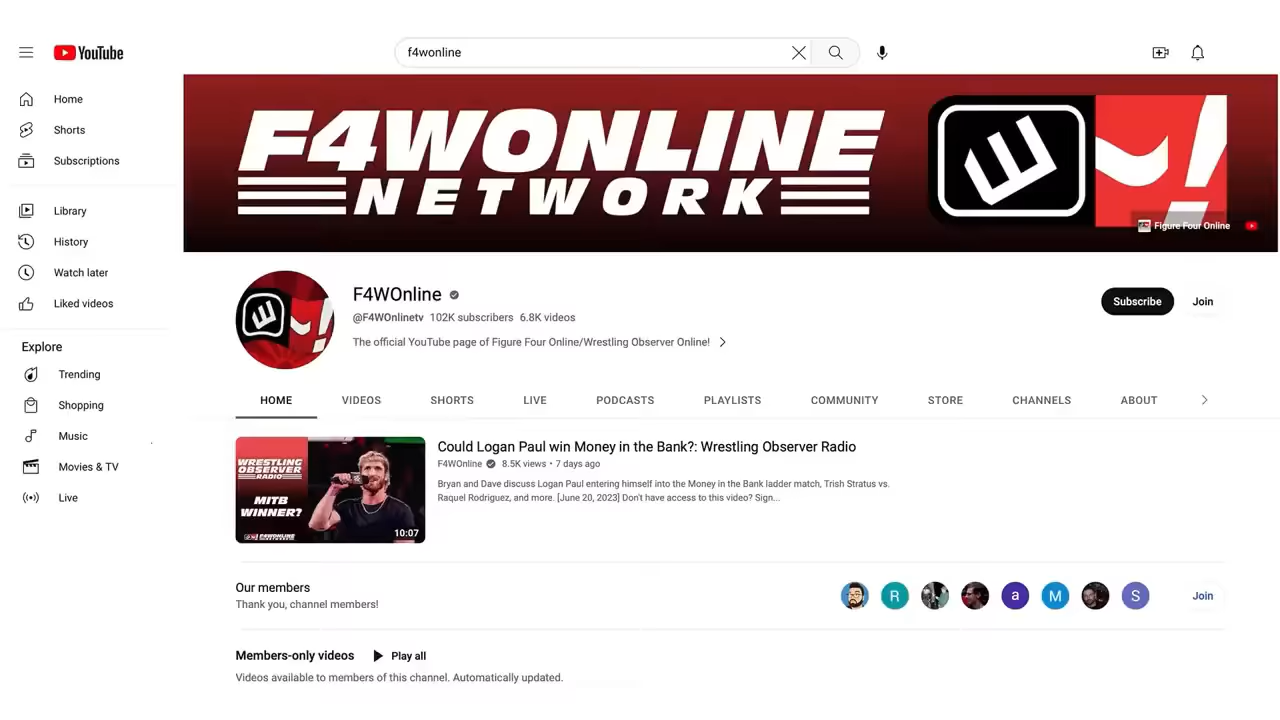 YouTube
f4wonline
Home
Shorts
Subscriptions
Library
History
Watch later
Liked videos
Explore
Trending
Shopping
Music
Movies & TV
Live
F4WONLINE
NETWORK
Figure Four Online
F4WOnline
@F4WOnlinetv 102K subscribers 6.8K videos
The official YouTube page of Figure Four Online/Wrestling Observer Online!
Subscribe
Join
HOME VIDEOS SHORTS LIVE PODCASTS PLAYLISTS COMMUNITY STORE CHANNELS ABOUT
WRESTLING
OBSERVER
RADIO
MITB
WINNER?
F4WONLINE
NETWORK
10:07
Could Logan Paul win Money in the Bank?: Wrestling Observer Radio
F4WOnline 8.5K views • 7 days ago
Bryan and Dave discuss Logan Paul entering himself into the Money in the Bank ladder match, Trish Stratus vs.
Raquel Rodriguez, and more. [June 20, 2023] Don't have access to this video? Sign...
Our members
Thank you, channel members!
R a M S
Join
Members-only videos Play all
Videos available to members of this channel. Automatically updated.